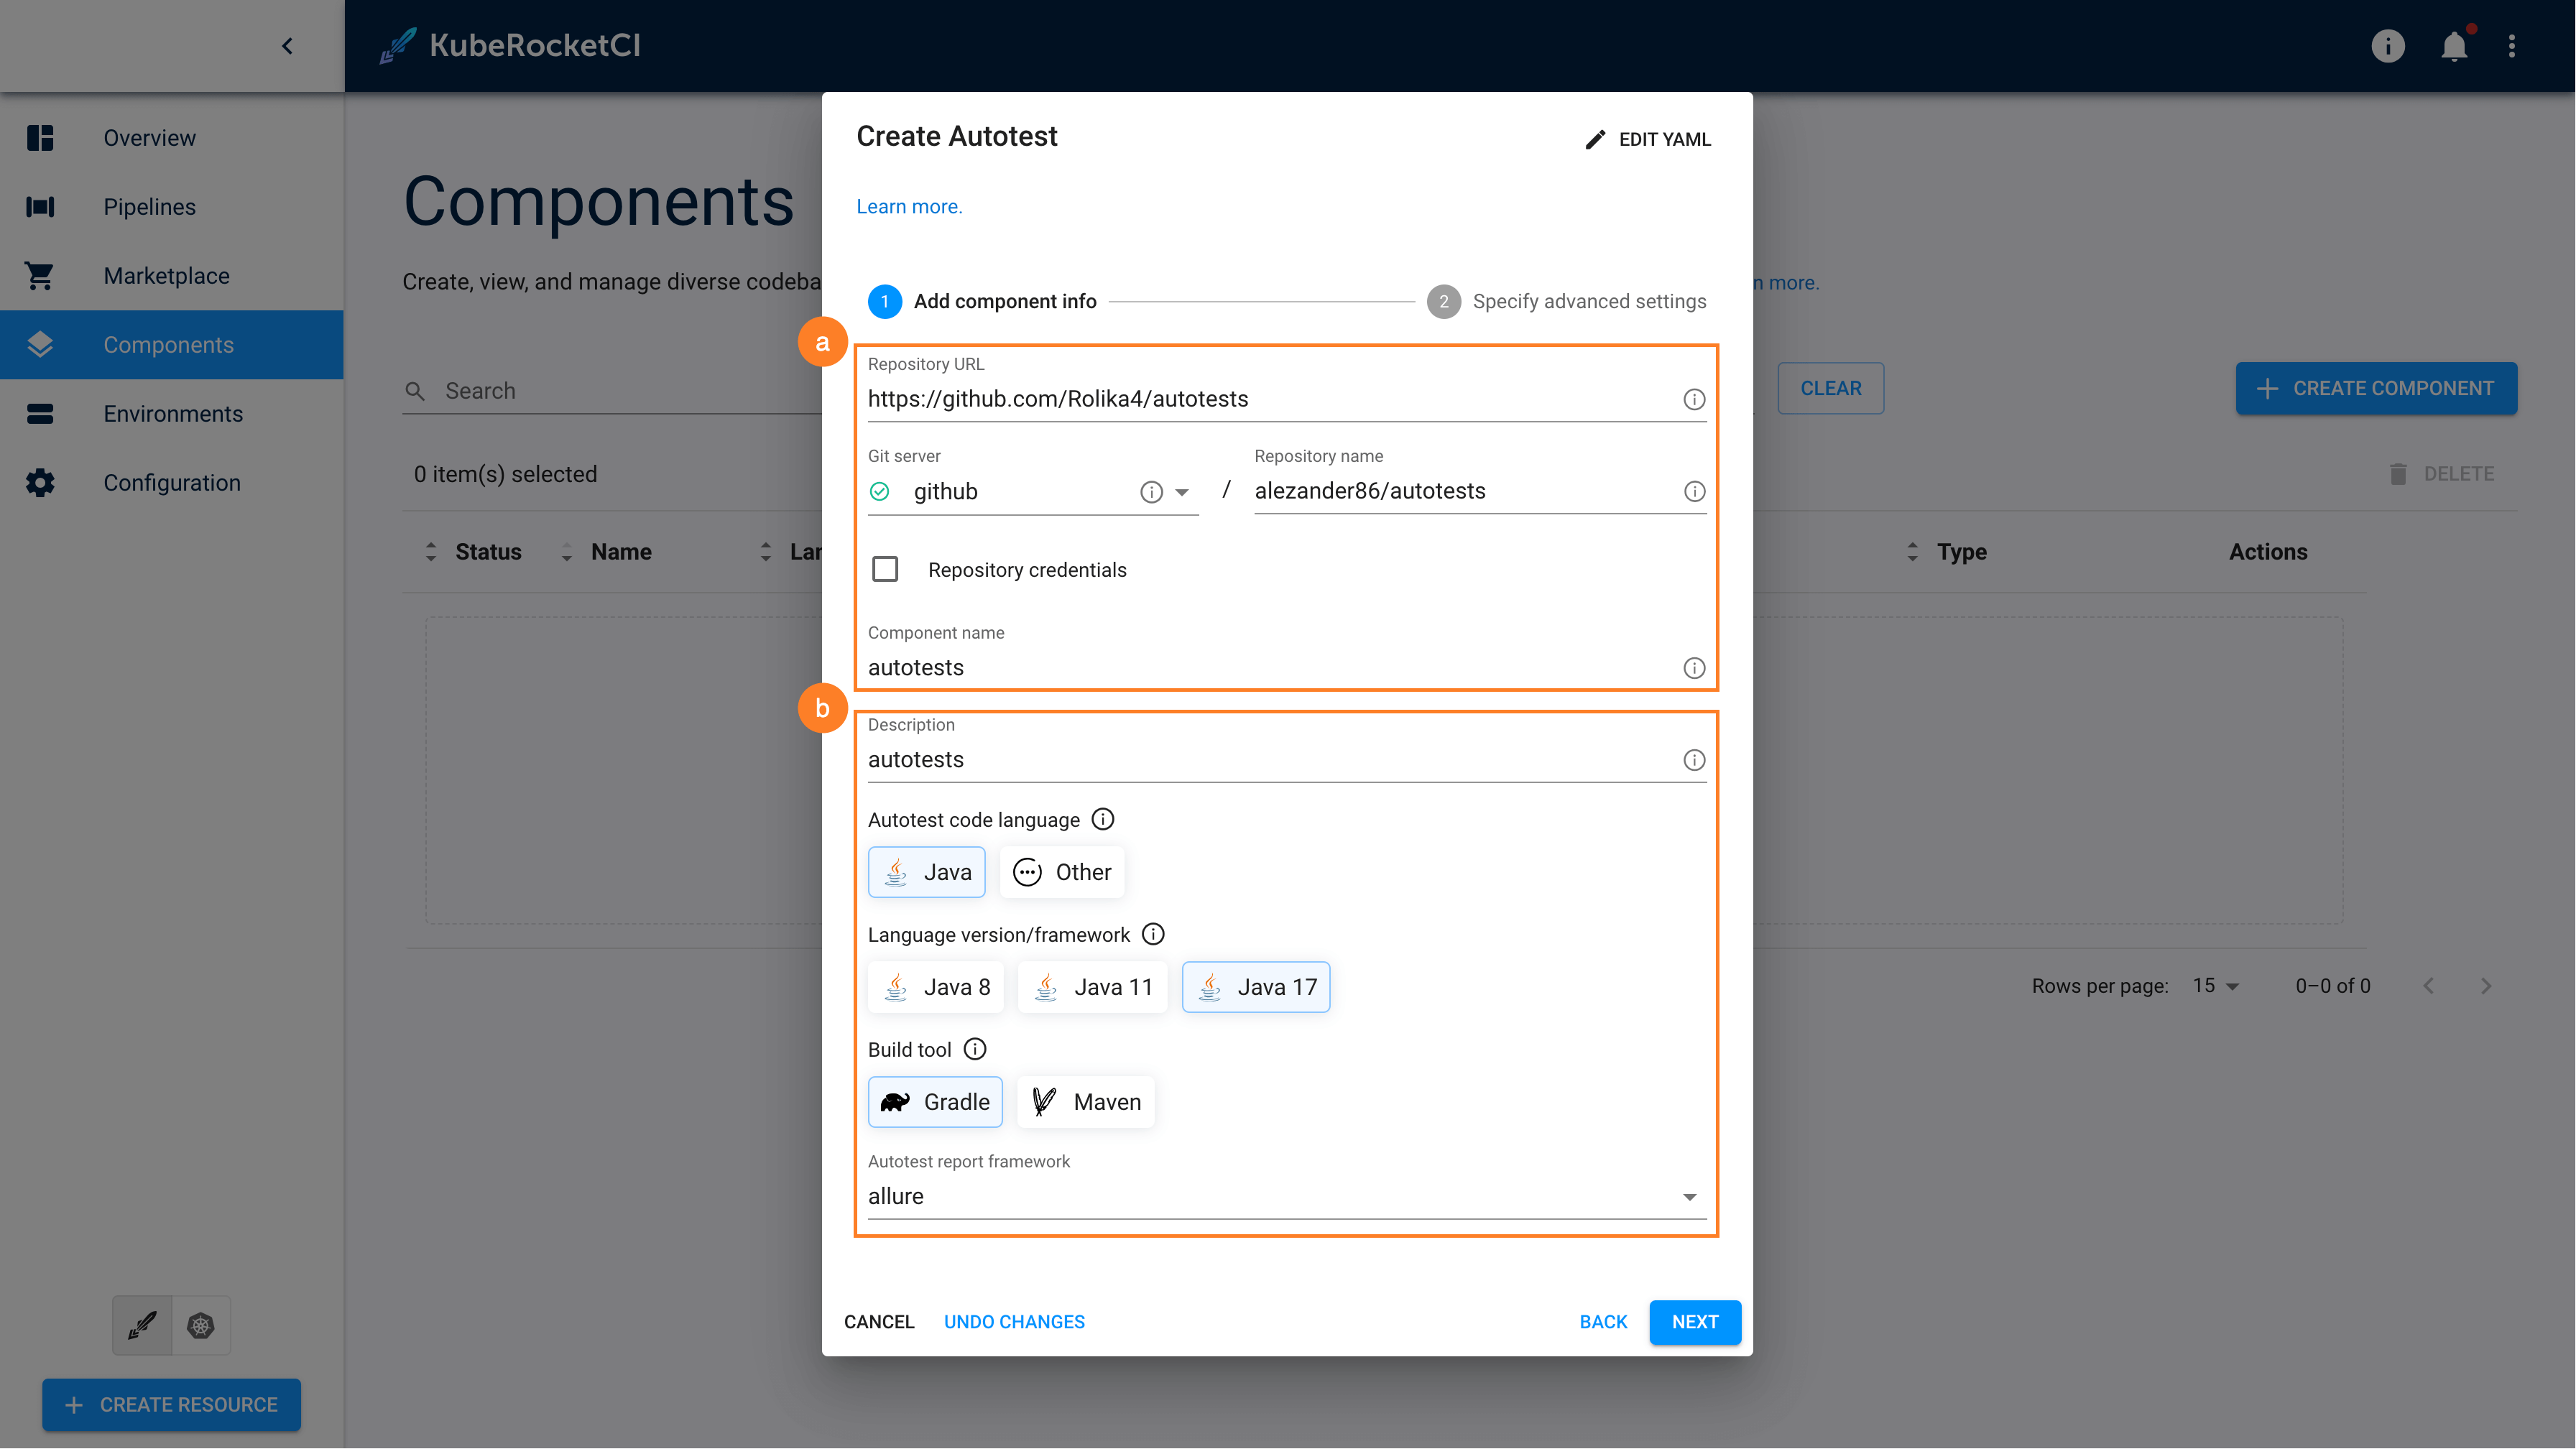 KubeRocketCI
Overview
Pipelines
Marketplace
Components
Environments
Configuration
CREATE RESOURCE
Components
Create, view, and manage diverse codeba
n more.
Search
CLEAR
CREATE COMPONENT
0 item(s) selected
DELETE
Status Name Lan Type Actions
Rows per page: 15 0–0 of 0
Create Autotest
EDIT YAML
Learn more.
1 Add component info 2 Specify advanced settings
a
Repository URL
https://github.com/Rolika4/autotests
Git server Repository name
github / alezander86/autotests
Repository credentials
Component name
autotests
b
Description
autotests
Autotest code language
Java Other
Language version/framework
Java 8 Java 11 Java 17
Build tool
Gradle Maven
Autotest report framework
allure
CANCEL UNDO CHANGES BACK NEXT